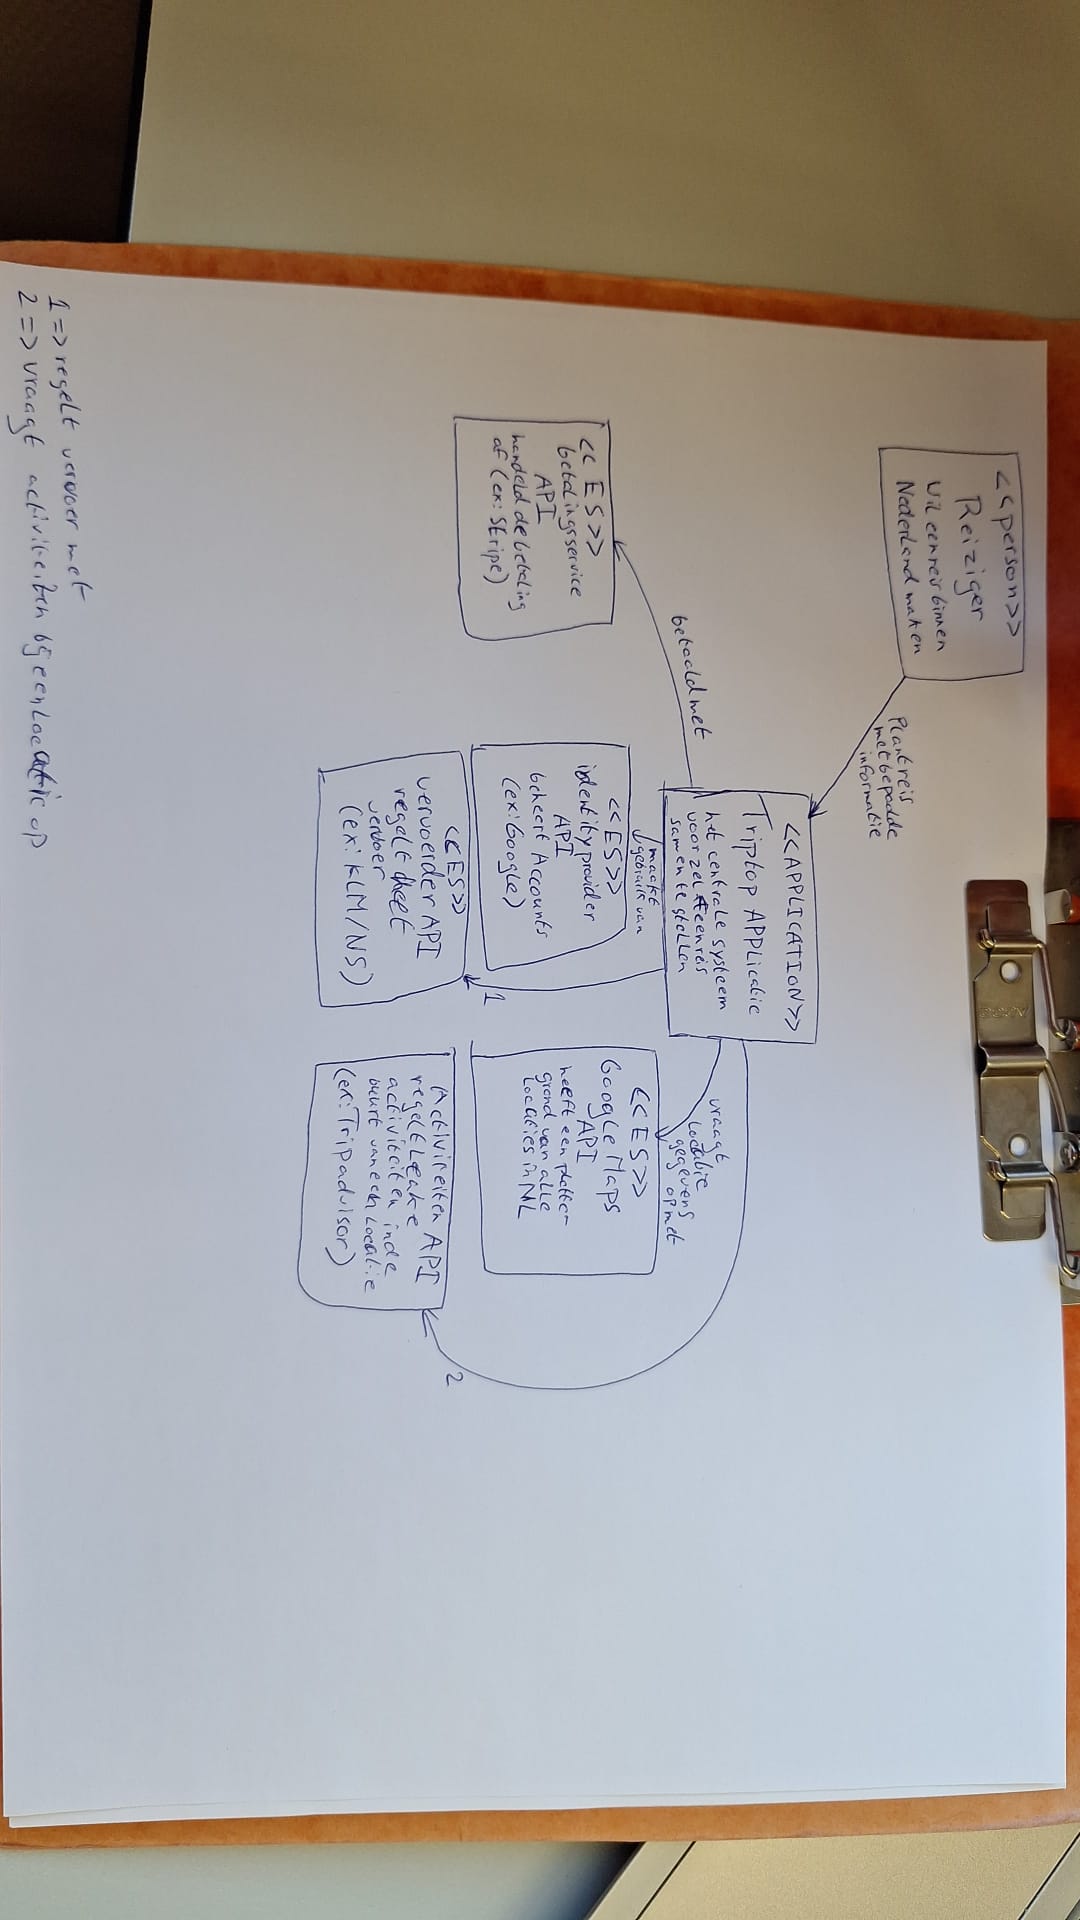 <<person>>
Reiziger
wil een reis binnen
Nederland maken
Plant reis
met bepaalde
informatie
<<APPLICATION>>
Triptop APPlicatie
het centrale systeem
voor zelf een reis
samen te stellen
betaald met
maakt
gebruik van
vraagt
Locatie
gegevens
op met
<<ES>>
betalingsservice
API
handeld de betaling
af (ex: Stripe)
<<ES>>
identity provider
API
beheert Accounts
(ex: Google)
<<ES>>
Google Maps
API
heeft een platte-
grond van alle
Locaties in NL
1
2
<<ES>>
vervoerder API
regelt het
vervoer
(ex: KLM/NS)
Activireiten API
regelt Leuke
activiteiten in de
buurt van een Locatie
(ex: Tripadvisor)
1 => regelt vervoer met
2 => vraagt activiteiten bij een Locatie op